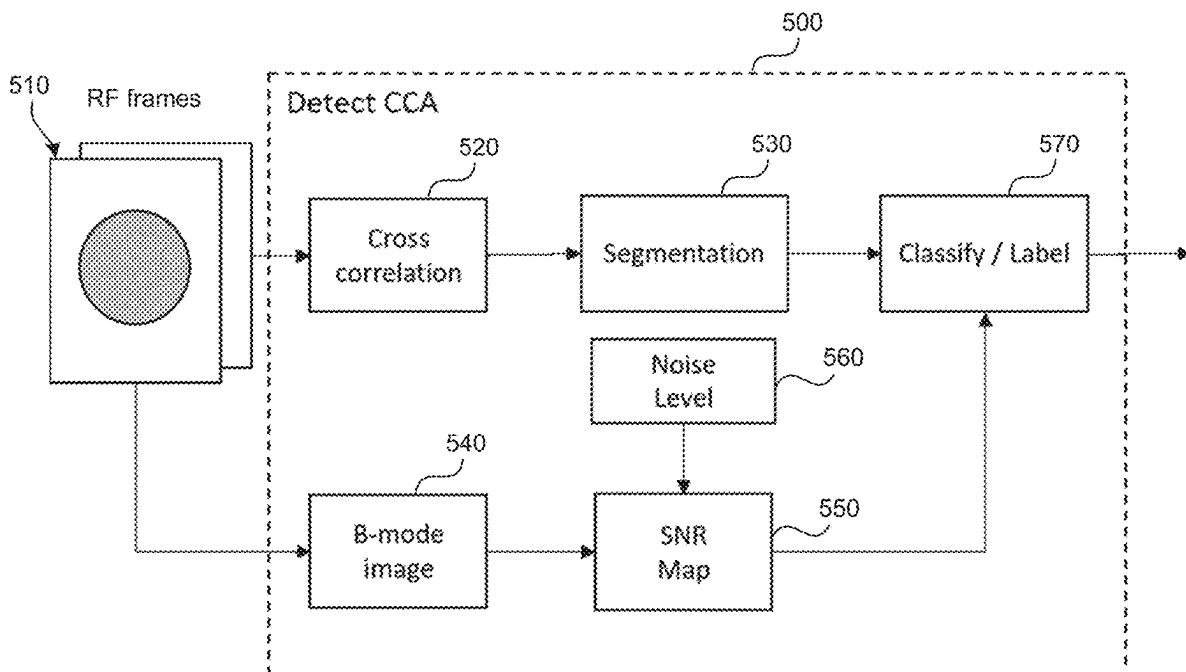 500
510
RF frames
Detect CCA
520
530
570
Cross
correlation
Segmentation
Classify / Label
Noise
Level
560
540
B-mode
image
SNR
Map
550